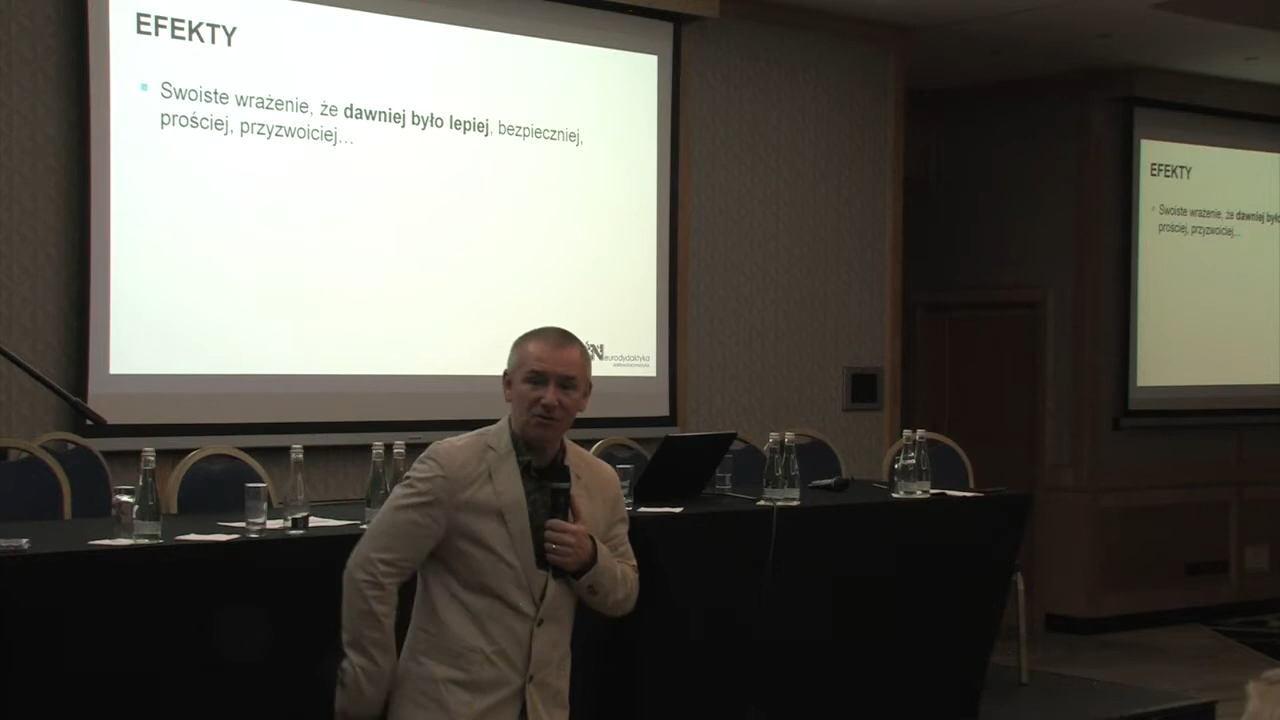 EFEKTY
Swoiste wrażenie, że dawniej było lepiej, bezpieczniej,
prościej, przyzwoiciej...
Neurodydaktyka
EFEKTY
Swoiste wrażenie, że dawniej było
prościej, przyzwoiciej...